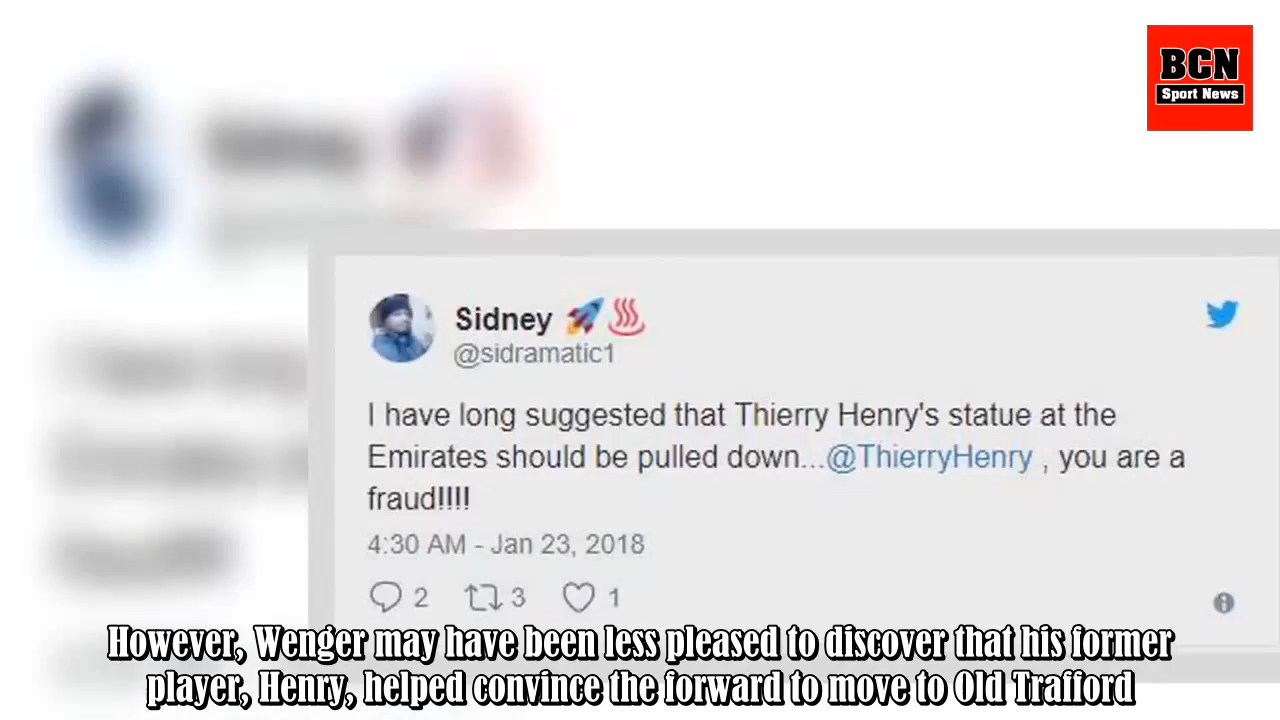 BCN
Sport News
Sidney
@sidramatic1
I have long suggested that Thierry Henry's statue at the
Emirates should be pulled down...@ThierryHenry , you are a
fraud!!!!
4:30 AM - Jan 23, 2018
2 3 1
However, Wenger may have been less pleased to discover that his former
player, Henry, helped convince the forward to move to Old Trafford